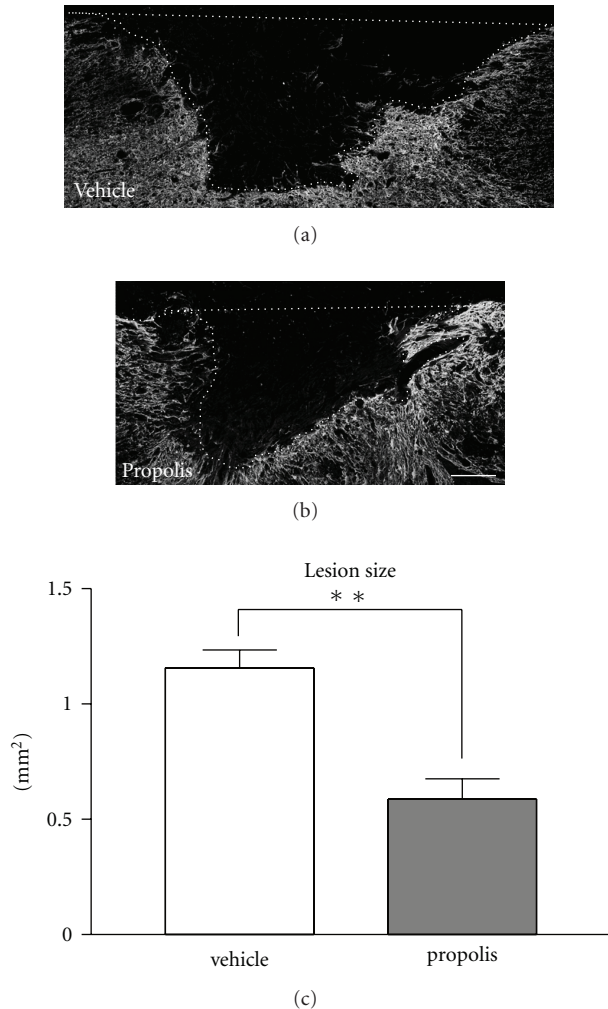 Vehicle
(a)
Propolis
(b)
Lesion size
* *
1.5
1
0.5
0
(mm²)
vehicle
propolis
(c)